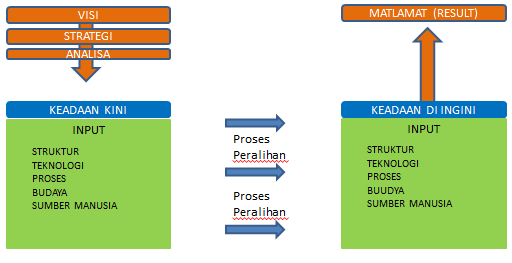 VISI
STRATEGI
ANALISA
KEADAAN KINI
INPUT
STRUKTUR
TEKNOLOGI
PROSES
BUDAYA
SUMBER MANUSIA
Proses
Peralihan
Proses
Peralihan
MATLAMAT (RESULT)
KEADAAN DI INGINI
INPUT
STRUKTUR
TEKNOLOGI
PROSES
BUUDYA
SUMBER MANUSIA